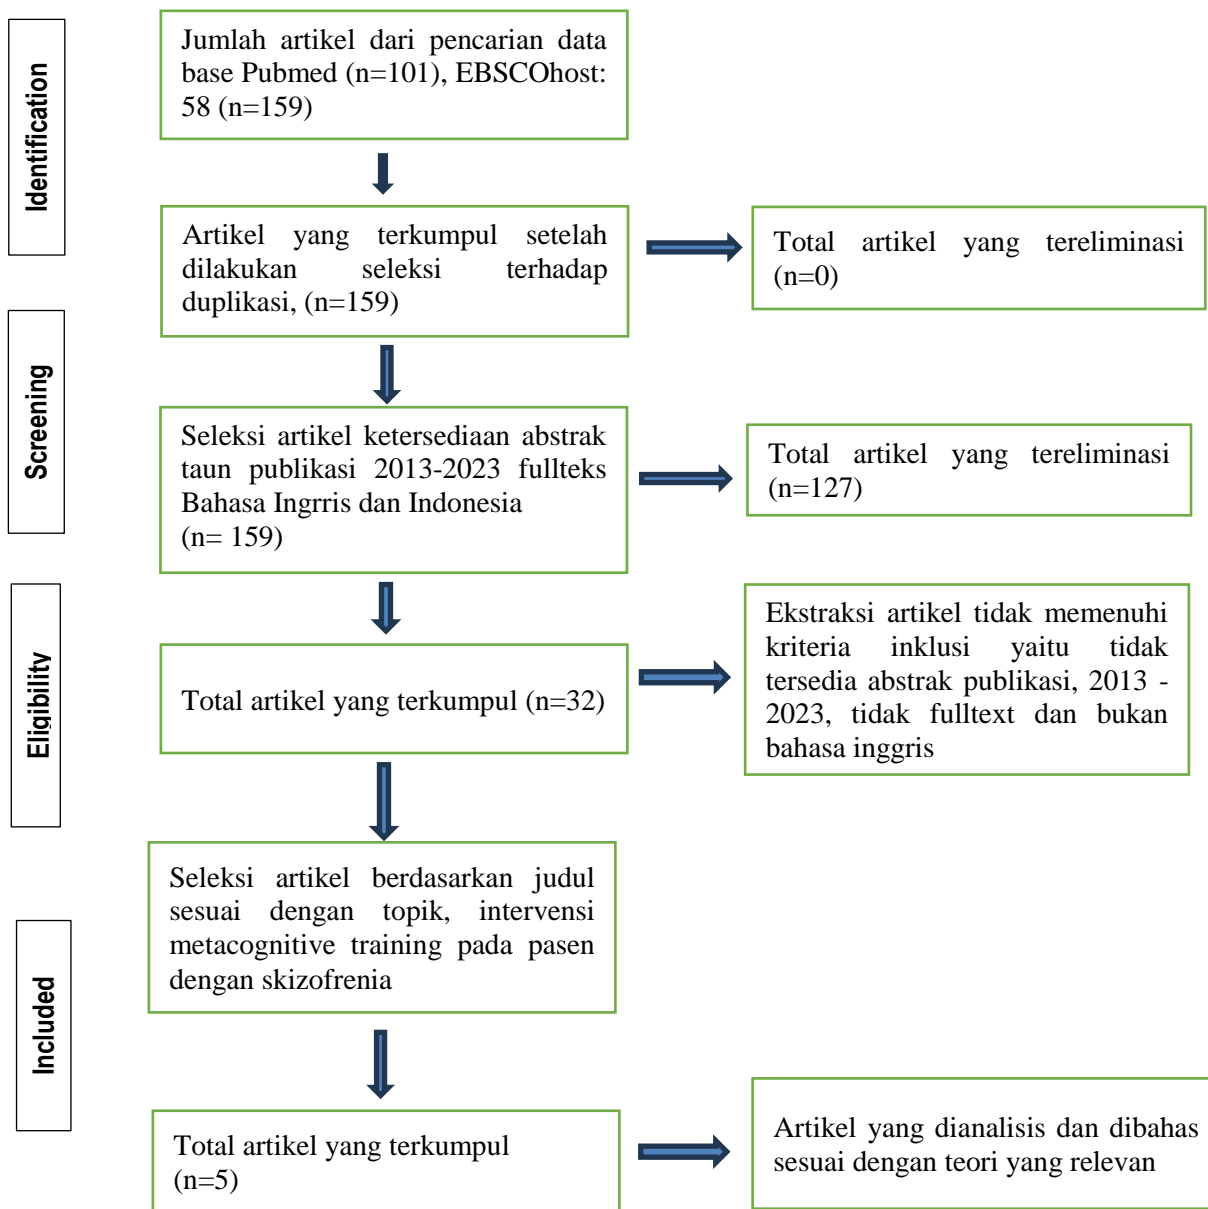 Identification
Jumlah artikel dari pencarian data
base Pubmed (n=101), EBSCOhost:
58 (n=159)
Artikel yang terkumpul setelah
dilakukan seleksi terhadap
duplikasi, (n=159)
Total artikel yang tereliminasi
(n=0)
Screening
Seleksi artikel ketersediaan abstrak
taun publikasi 2013-2023 fullteks
Bahasa Ingrris dan Indonesia
(n= 159)
Total artikel yang tereliminasi
(n=127)
Eligibility
Total artikel yang terkumpul (n=32)
Ekstraksi artikel tidak memenuhi
kriteria inklusi yaitu tidak
tersedia abstrak publikasi, 2013 -
2023, tidak fulltext dan bukan
bahasa inggris
Seleksi artikel berdasarkan judul
sesuai dengan topik, intervensi
metacognitive training pada pasen
dengan skizofrenia
Included
Total artikel yang terkumpul
(n=5)
Artikel yang dianalisis dan dibahas
sesuai dengan teori yang relevan